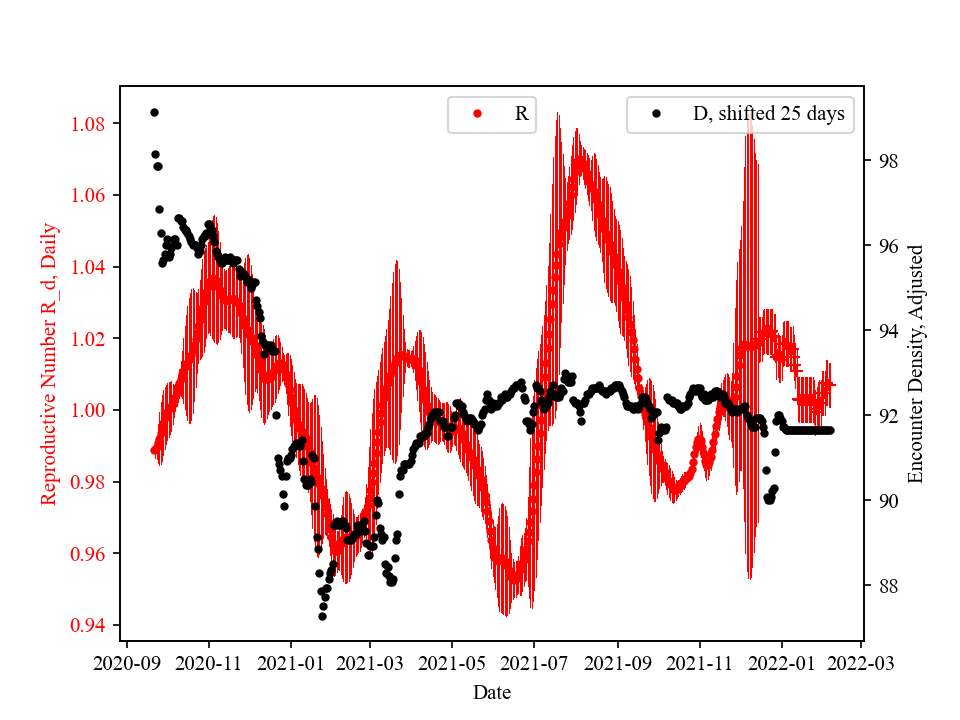 R
D, shifted 25 days
1.08
1.06
1.04
1.02
1.00
0.98
0.96
0.94
Reproductive Number R_d, Daily
98
96
94
92
90
88
Encounter Density, Adjusted
2020-09 2020-11 2021-01 2021-03 2021-05 2021-07 2021-09 2021-11 2022-01 2022-03
Date